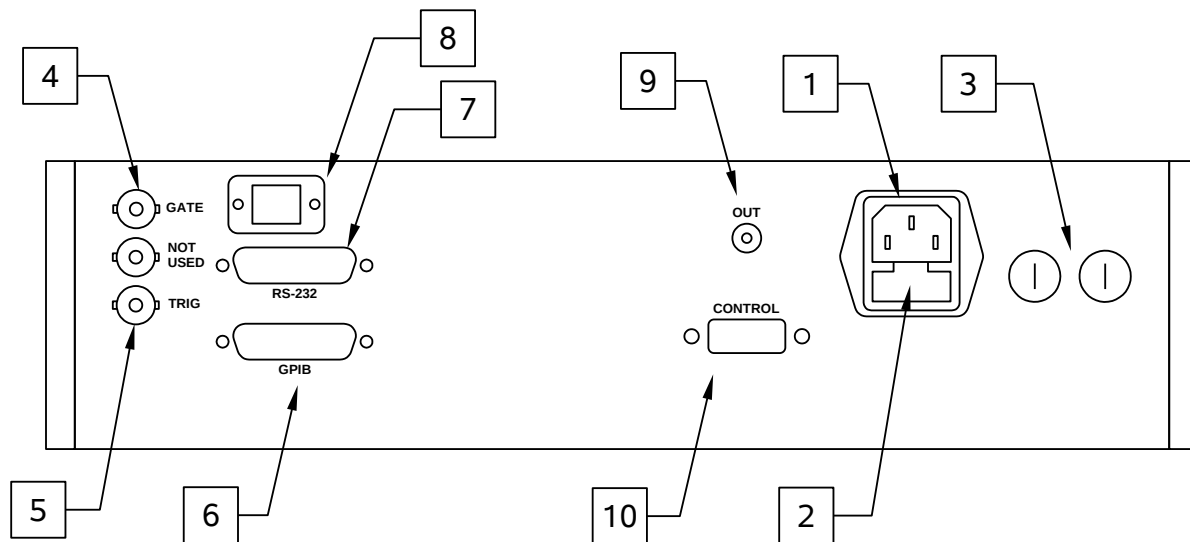 8
4
7
9
1
3
GATE
NOT
USED
TRIG
RS-232
GPIB
OUT
CONTROL
5
6
10
2